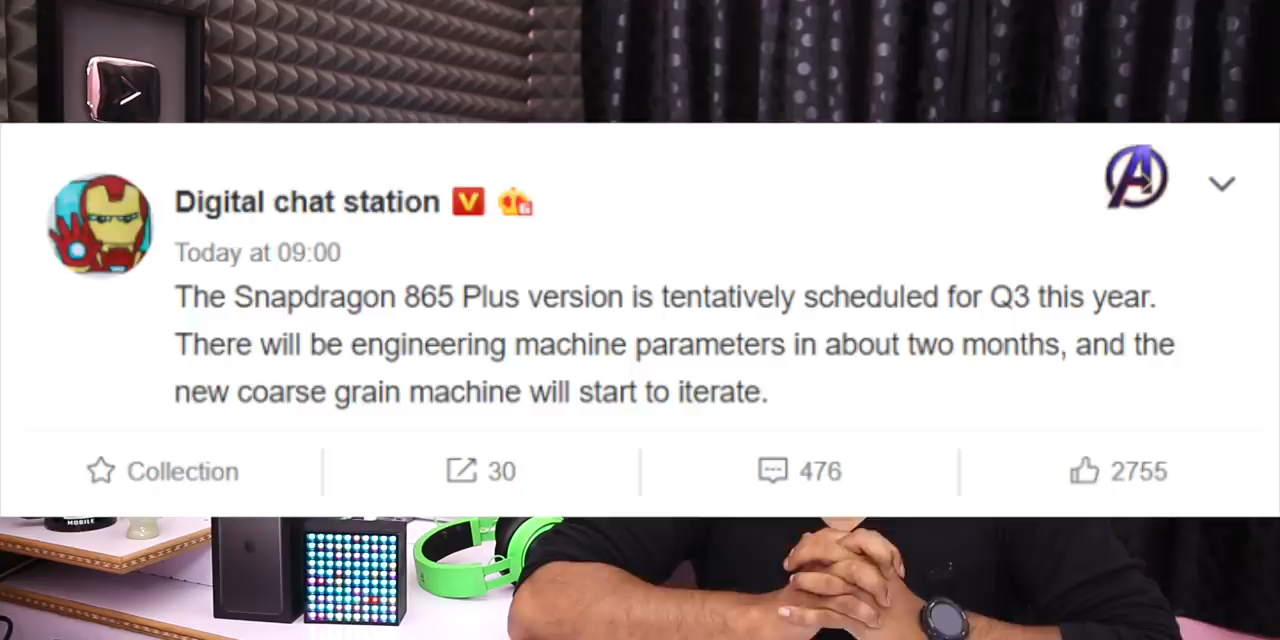 Digital chat station
Today at 09:00
The Snapdragon 865 Plus version is tentatively scheduled for Q3 this year.
There will be engineering machine parameters in about two months, and the
new coarse grain machine will start to iterate.
Collection
30
476
2755
MOBILE